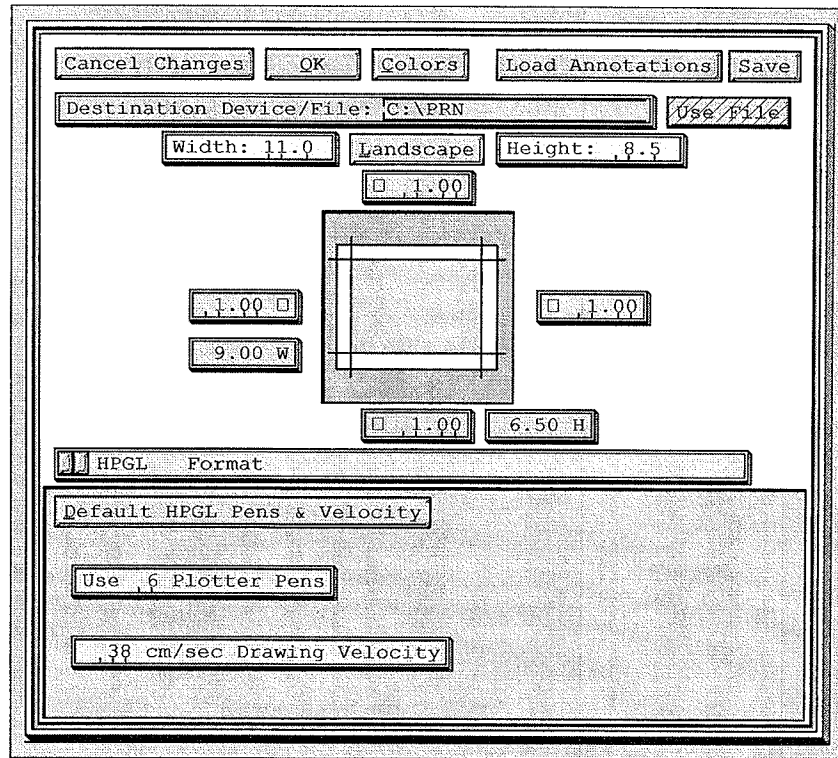 Cancel Changes OK Colors Load Annotations Save
Destination Device/File: C:\PRN Use File
Width: 11.0 Landscape Height: 8.5
1.00
1.00 1.00
9.00 W
1.00 6.50 H
HPGL Format
Default HPGL Pens & Velocity
Use 6 Plotter Pens
38 cm/sec Drawing Velocity